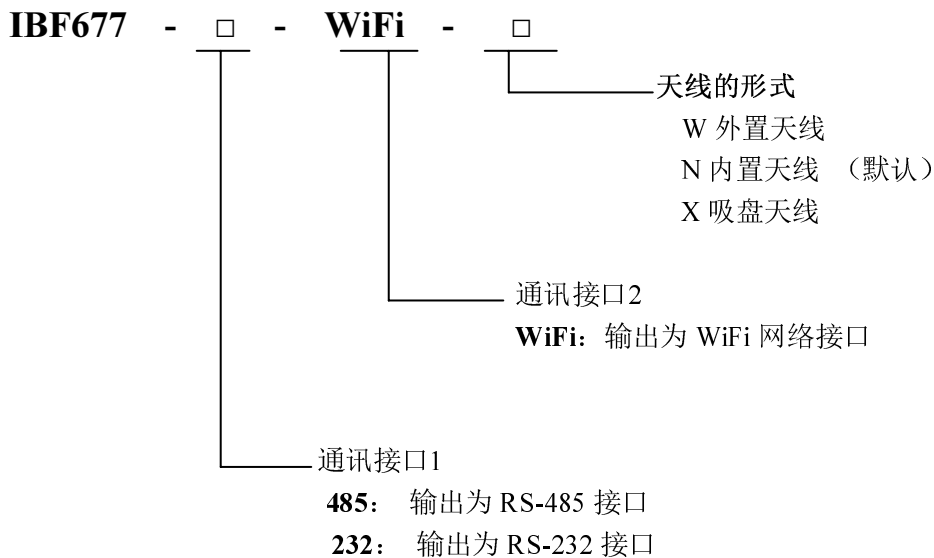 IBF677 - □ - WiFi - □
天线的形式
W 外置天线
N 内置天线 （默认）
X 吸盘天线
通讯接口2
WiFi：输出为 WiFi 网络接口
通讯接口1
485： 输出为 RS-485 接口
232： 输出为 RS-232 接口